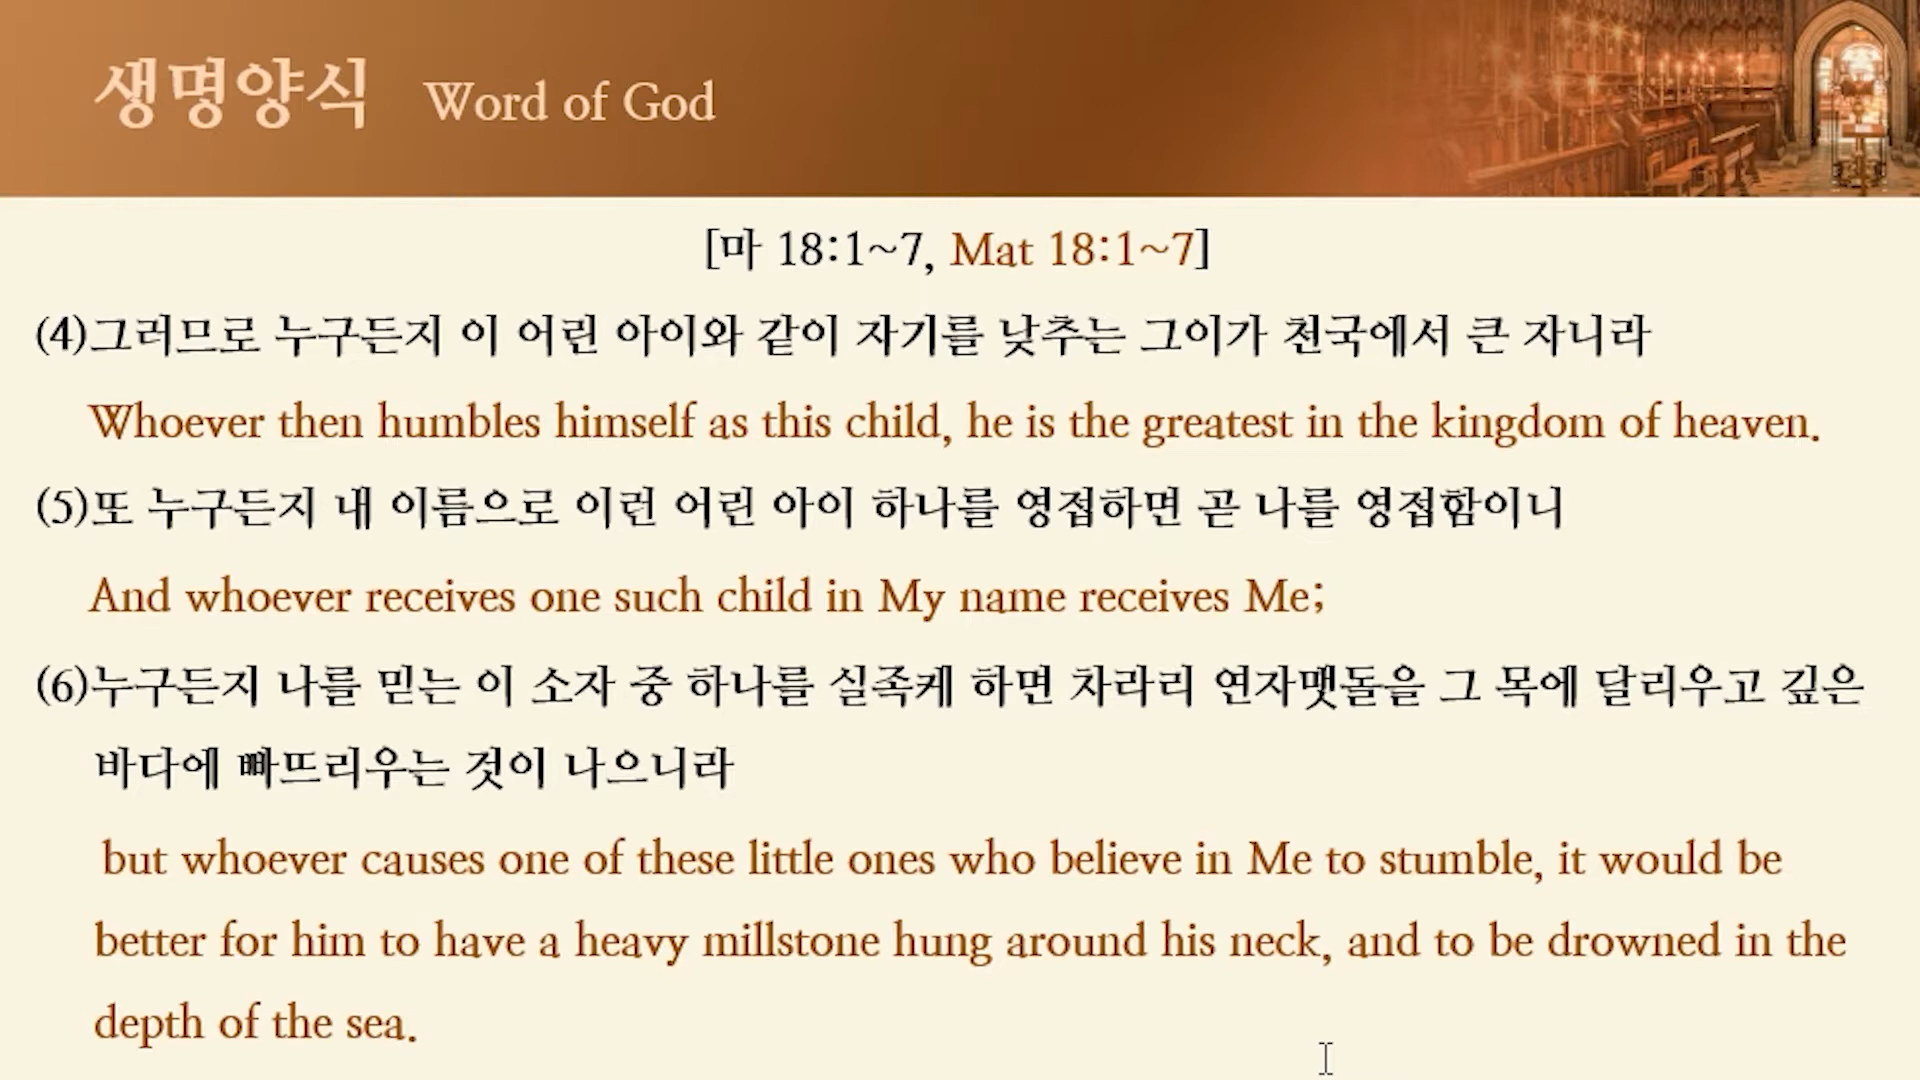 생명양식 Word of God
[마 18:1~7, Mat 18:1~7]
(4)그러므로 누구든지 이 어린 아이와 같이 자기를 낮추는 그이가 천국에서 큰 자니라
Whoever then humbles himself as this child, he is the greatest in the kingdom of heaven.
(5)또 누구든지 내 이름으로 이런 어린 아이 하나를 영접하면 곧 나를 영접함이니
And whoever receives one such child in My name receives Me;
(6)누구든지 나를 믿는 이 소자 중 하나를 실족케 하면 차라리 연자맷돌을 그 목에 달리우고 깊은
바다에 빠뜨리우는 것이 나으니라
but whoever causes one of these little ones who believe in Me to stumble, it would be
better for him to have a heavy millstone hung around his neck, and to be drowned in the
depth of the sea.